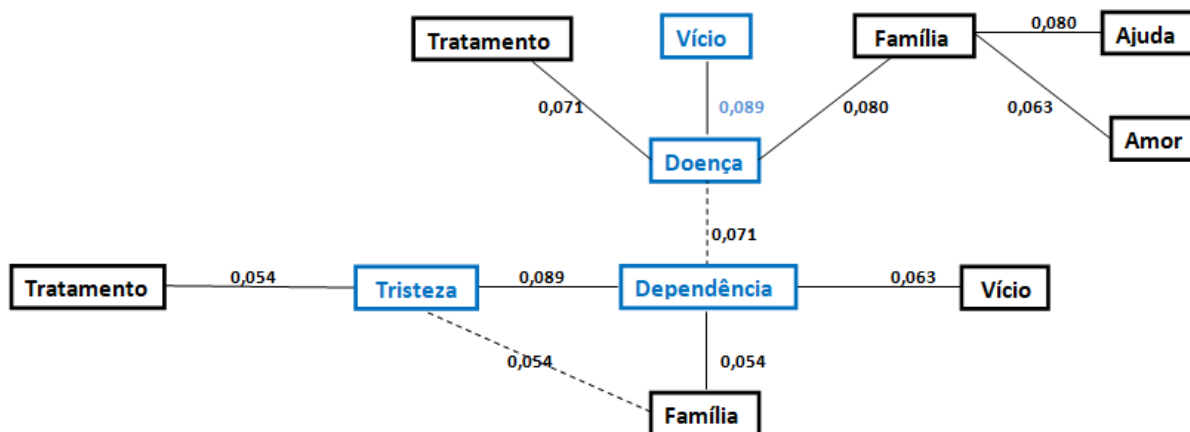 Tratamento
Vício
Família
0,080
Ajuda
0,071
0,089
0,080
0,063
Amor
Doença
0,071
Tratamento
0,054
Tristeza
0,089
Dependência
0,063
Vício
0,054
0,054
Família